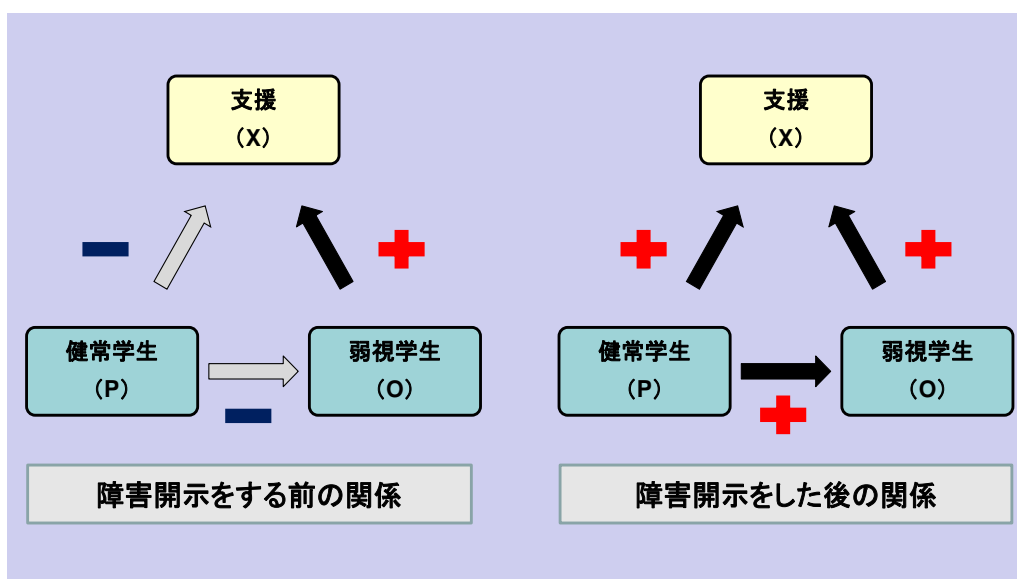 支援
（X）
支援
（X）
健常学生
（P）
弱視学生
（O）
健常学生
（P）
弱視学生
（O）
障害開示をする前の関係
障害開示をした後の関係